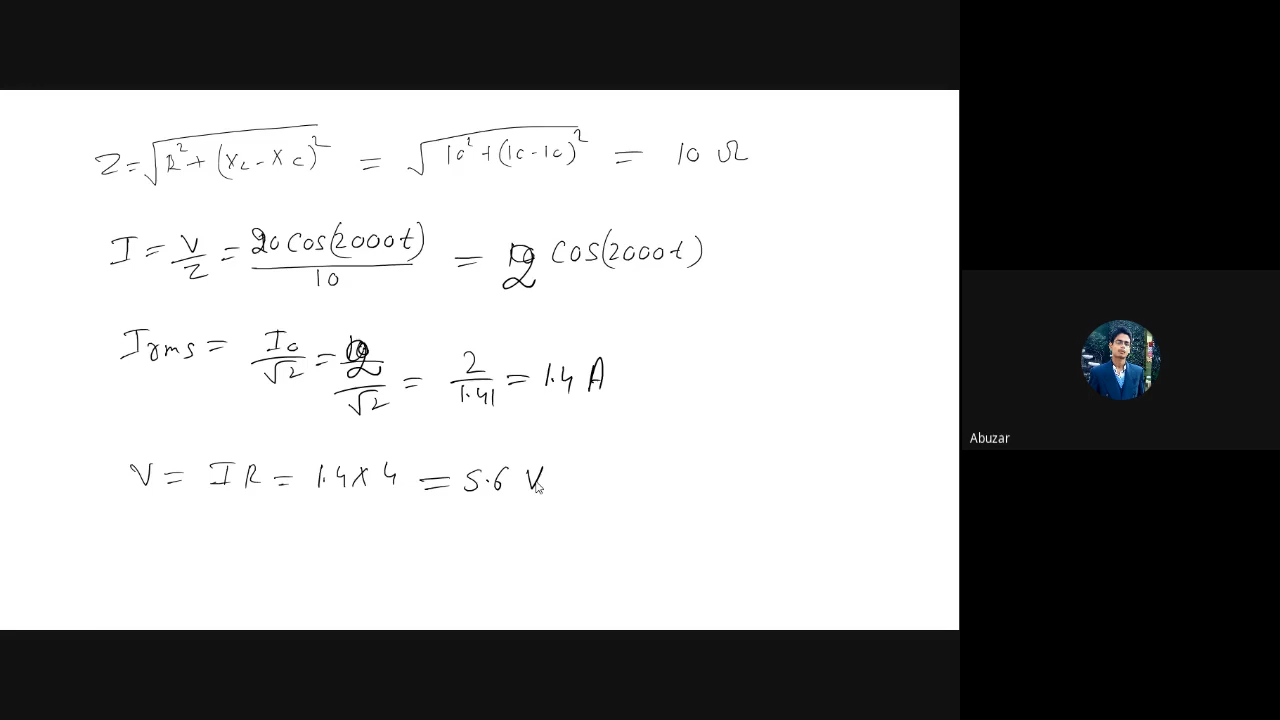 Z = √R² + (XL - Xc)² = √10² + (10-10)² = 10 Ω
I = V/Z = 20 cos(2000t)/10 = 2 cos(2000t)
Irms = Io/√2 = 2/√2 = 2/1.41 = 1.4 A
V = IR = 1.4 x 4 = 5.6 V
Abuzar